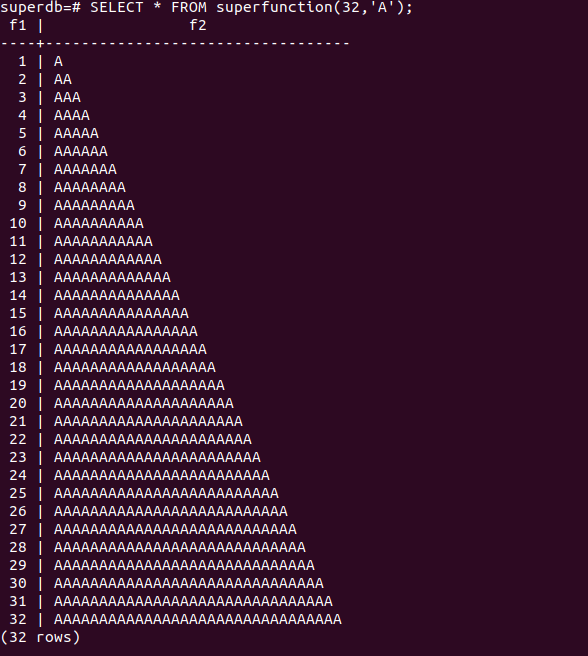 superdb=# SELECT * FROM superfunction(32,'A');
 f1 |                f2
----+----------------------------------
  1 | A
  2 | AA
  3 | AAA
  4 | AAAA
  5 | AAAAA
  6 | AAAAAA
  7 | AAAAAAA
  8 | AAAAAAAA
  9 | AAAAAAAAA
 10 | AAAAAAAAAA
 11 | AAAAAAAAAAA
 12 | AAAAAAAAAAAA
 13 | AAAAAAAAAAAAA
 14 | AAAAAAAAAAAAAA
 15 | AAAAAAAAAAAAAAA
 16 | AAAAAAAAAAAAAAAA
 17 | AAAAAAAAAAAAAAAAA
 18 | AAAAAAAAAAAAAAAAAA
 19 | AAAAAAAAAAAAAAAAAAA
 20 | AAAAAAAAAAAAAAAAAAAA
 21 | AAAAAAAAAAAAAAAAAAAAA
 22 | AAAAAAAAAAAAAAAAAAAAAA
 23 | AAAAAAAAAAAAAAAAAAAAAAA
 24 | AAAAAAAAAAAAAAAAAAAAAAAA
 25 | AAAAAAAAAAAAAAAAAAAAAAAAA
 26 | AAAAAAAAAAAAAAAAAAAAAAAAAA
 27 | AAAAAAAAAAAAAAAAAAAAAAAAAAA
 28 | AAAAAAAAAAAAAAAAAAAAAAAAAAAA
 29 | AAAAAAAAAAAAAAAAAAAAAAAAAAAAA
 30 | AAAAAAAAAAAAAAAAAAAAAAAAAAAAAA
 31 | AAAAAAAAAAAAAAAAAAAAAAAAAAAAAAA
 32 | AAAAAAAAAAAAAAAAAAAAAAAAAAAAAAAA
(32 rows)